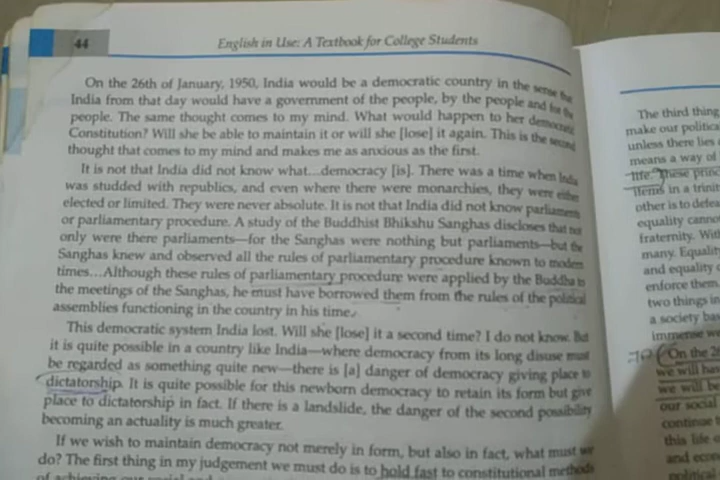 44
English in Use: A Textbook for College Students
On the 26th of January, 1950, India would be a democratic country in the sense that
India from that day would have a government of the people, by the people and for the
people. The same thought comes to my mind. What would happen to her democratic
Constitution? Will she be able to maintain it or will she [lose] it again. This is the second
thought that comes to my mind and makes me as anxious as the first.
It is not that India did not know what...democracy [is]. There was a time when India
was studded with republics, and even where there were monarchies, they were either
elected or limited. They were never absolute. It is not that India did not know parliaments
or parliamentary procedure. A study of the Buddhist Bhikshu Sanghas discloses that not
only were there parliaments—for the Sanghas were nothing but parliaments—but the
Sanghas knew and observed all the rules of parliamentary procedure known to modern
times...Although these rules of parliamentary procedure were applied by the Buddha to
the meetings of the Sanghas, he must have borrowed them from the rules of the political
assemblies functioning in the country in his time.
This democratic system India lost. Will she [lose] it a second time? I do not know. But
it is quite possible in a country like India—where democracy from its long disuse must
be regarded as something quite new—there is [a] danger of democracy giving place to
dictatorship. It is quite possible for this newborn democracy to retain its form but give
place to dictatorship in fact. If there is a landslide, the danger of the second possibility
becoming an actuality is much greater.
If we wish to maintain democracy not merely in form, but also in fact, what must we
do? The first thing in my judgement we must do is to hold fast to constitutional methods
of achieving our social and
The third thing
make our politica
unless there lies
means a way of
life. These princ
items in a trinit
other is to defea
equality canno
fraternity. Wit
many. Equalit
and equality
enforce them.
two things in
a society bas
immense we
On the 2
we will hav
we will be
our social
continue t
this life o
and econ
political